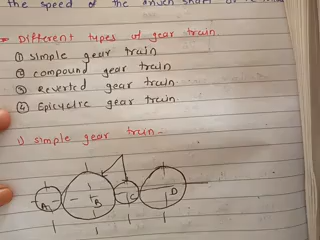 the speed of the driven shaft
Different types of gear train
① simple gear train
② compound gear train
③ Reverted gear train.
④ Epicyclic gear train.
1) simple gear train.
A
B
C
D